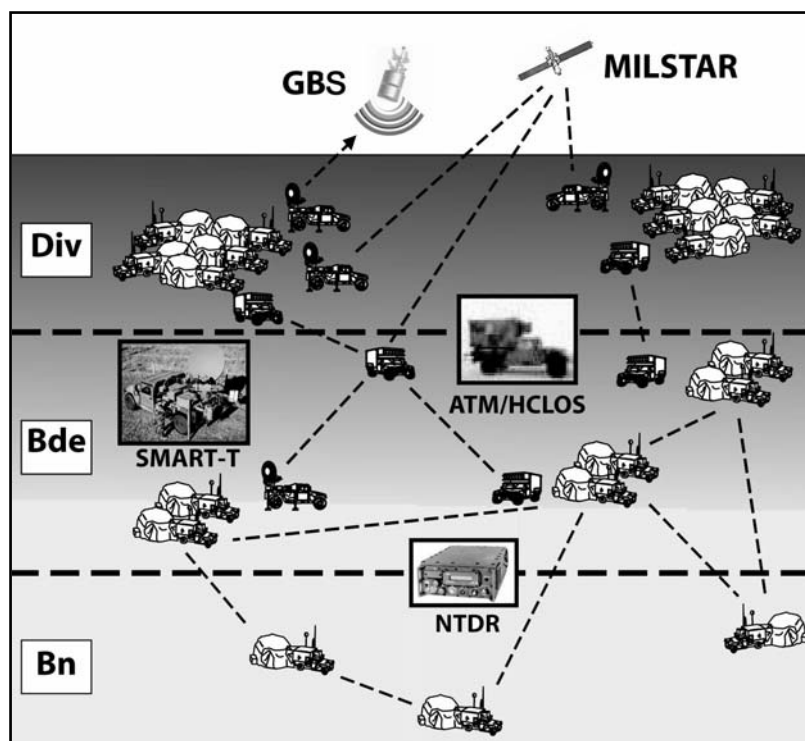 GBS
MILSTAR
Div
ATM/HCLOS
SMART-T
Bde
NTDR
Bn